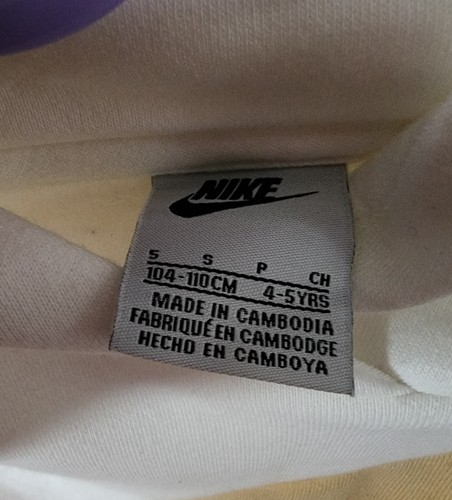 NIKE
5 S P CH
104-110CM 4-5YRS
MADE IN CAMBODIA
FABRIQUÉ EN CAMBODGE
HECHO EN CAMBOYA